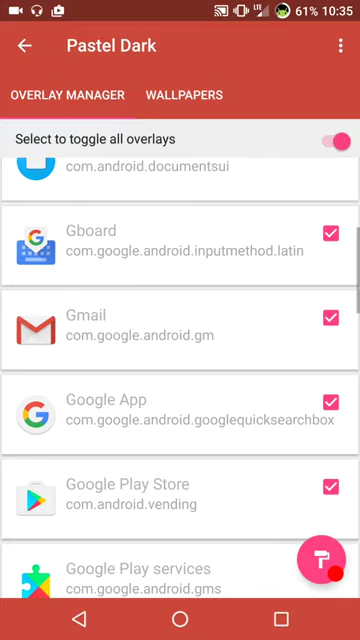 LTE
61% 10:35
Pastel Dark
OVERLAY MANAGER WALLPAPERS
Select to toggle all overlays
com.android.documentsui
Gboard
com.google.android.inputmethod.latin
Gmail
com.google.android.gm
Google App
com.google.android.googlequicksearchbox
Google Play Store
com.android.vending
Google Play services
com.google.android.gms